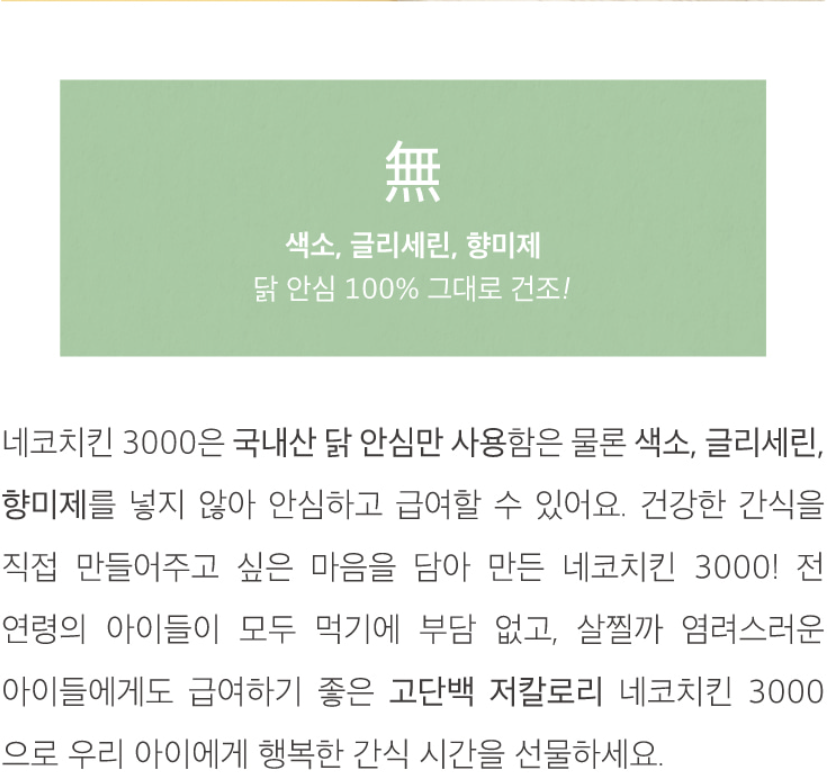 無
색소, 글리세린, 향미제
닭 안심 100% 그대로 건조!
네코치킨 3000은 국내산 닭 안심만 사용함은 물론 색소, 글리세린,
향미제를 넣지 않아 안심하고 급여할 수 있어요. 건강한 간식을
직접 만들어주고 싶은 마음을 담아 만든 네코치킨 3000! 전
연령의 아이들이 모두 먹기에 부담 없고, 살찔까 염려스러운
아이들에게도 급여하기 좋은 고단백 저칼로리 네코치킨 3000
으로 우리 아이에게 행복한 간식 시간을 선물하세요.